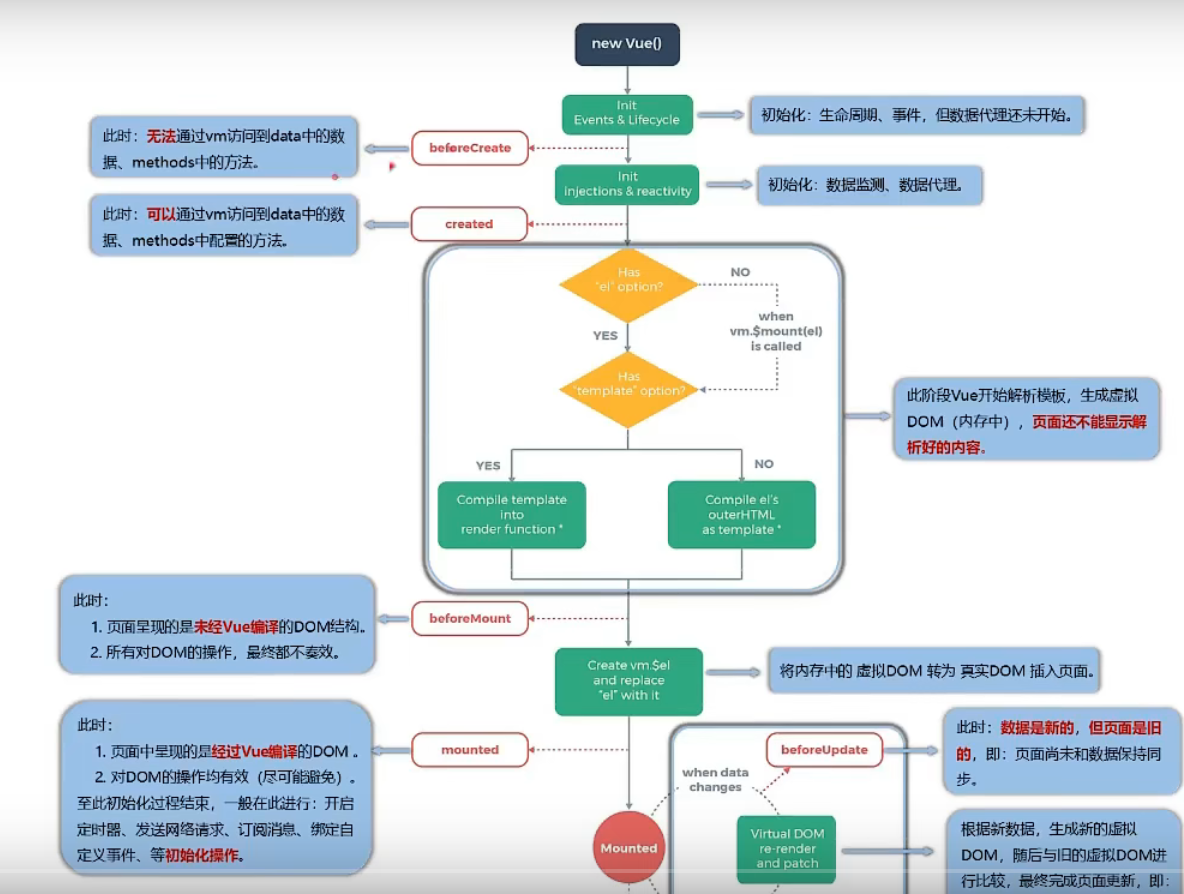 new Vue()
Init
Events & Lifecycle
初始化：生命周期、事件，但数据代理还未开始。
此时：无法通过vm访问到data中的数
据、methods中的方法。
beforeCreate
Init
injections & reactivity
初始化：数据监测、数据代理。
此时：可以通过vm访问到data中的数
据、methods中配置的方法。
created
Has
"el" option?
NO
when
vm.$mount(el)
is called
YES
Has
"template" option?
此阶段Vue开始解析模板，生成虚拟
DOM（内存中），页面还不能显示解
析好的内容。
YES
NO
Compile template
into
render function *
Compile el's
outerHTML
as template *
此时：
1. 页面呈现的是未经Vue编译的DOM结构。
2. 所有对DOM的操作，最终都不奏效。
beforeMount
Create vm.$el
and replace
"el" with it
将内存中的 虚拟DOM 转为 真实DOM 插入页面。
此时：
1. 页面中呈现的是经过Vue编译的DOM 。
2. 对DOM的操作均有效（尽可能避免）。
至此初始化过程结束，一般在此进行：开启
定时器、发送网络请求、订阅消息、绑定自
定义事件、等初始化操作。
mounted
beforeUpdate
此时：数据是新的，但页面是旧
的，即：页面尚未和数据保持同
步。
when data
changes
Mounted
Virtual DOM
re-render
and patch
根据新数据，生成新的虚拟
DOM，随后与旧的虚拟DOM进
行比较，最终完成页面更新，即：